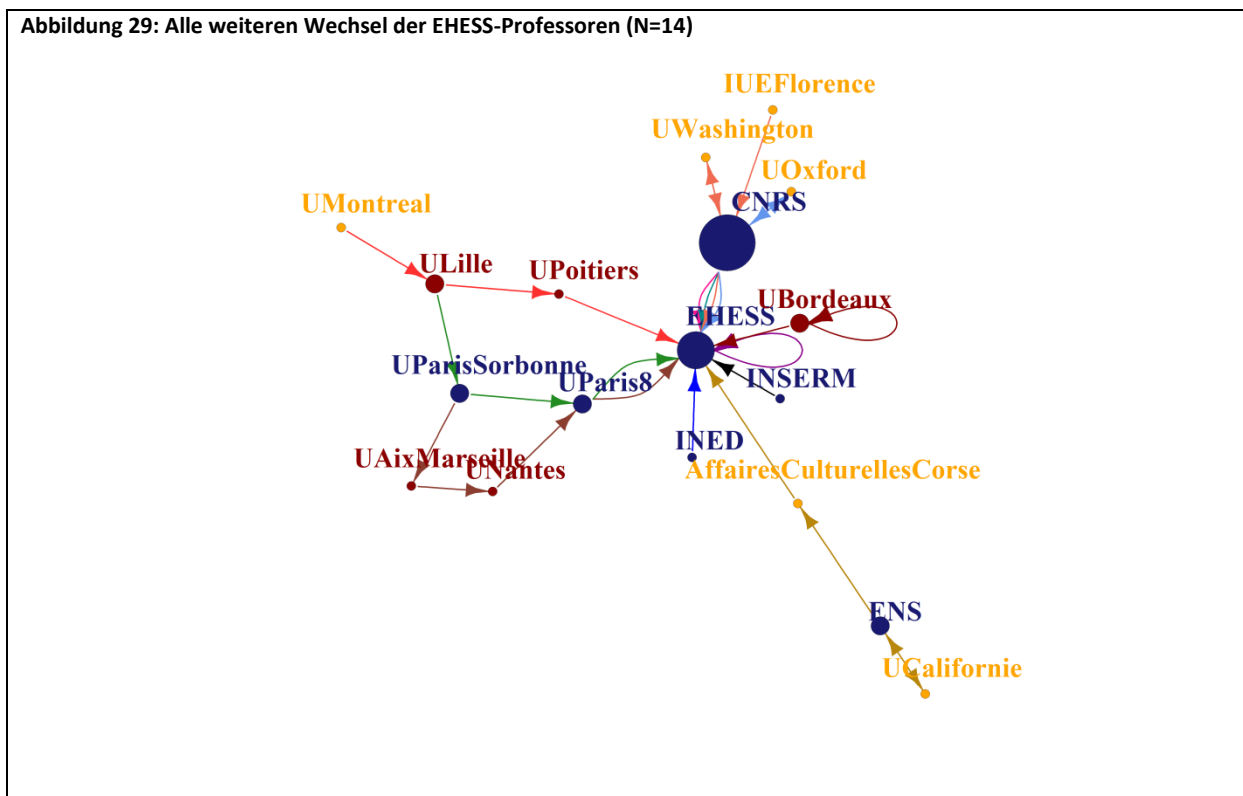 Abbildung 29: Alle weiteren Wechsel der EHESS-Professoren (N=14)
IUEFlorence
UWashington
UOxford
CNRS
UMontreal
ULille
UPoitiers
UBordeaux
EHESS
UParisSorbonne
UParis8
INSERM
INED
UAixMarseille
UNantes
AffairesCulturellesCorse
ENS
UCalifornie